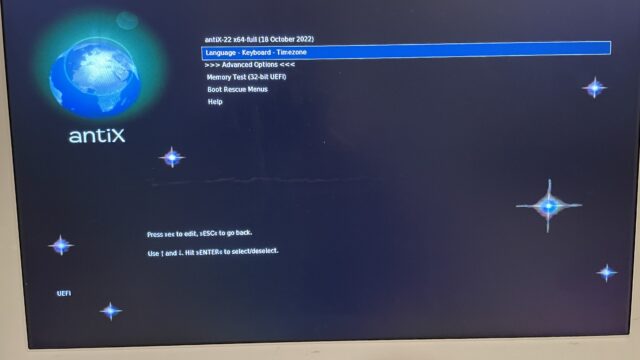 antiX-22 x64-full (18 October 2022)
Language - Keyboard - Timezone
>>> Advanced Options <<<
Memory Test (32-bit UEFI)
Boot Rescue Menus
Help
antiX
Press »e« to edit, »ESC« to go back.
Use ↑ and ↓. Hit »ENTER« to select/deselect.
UEFI